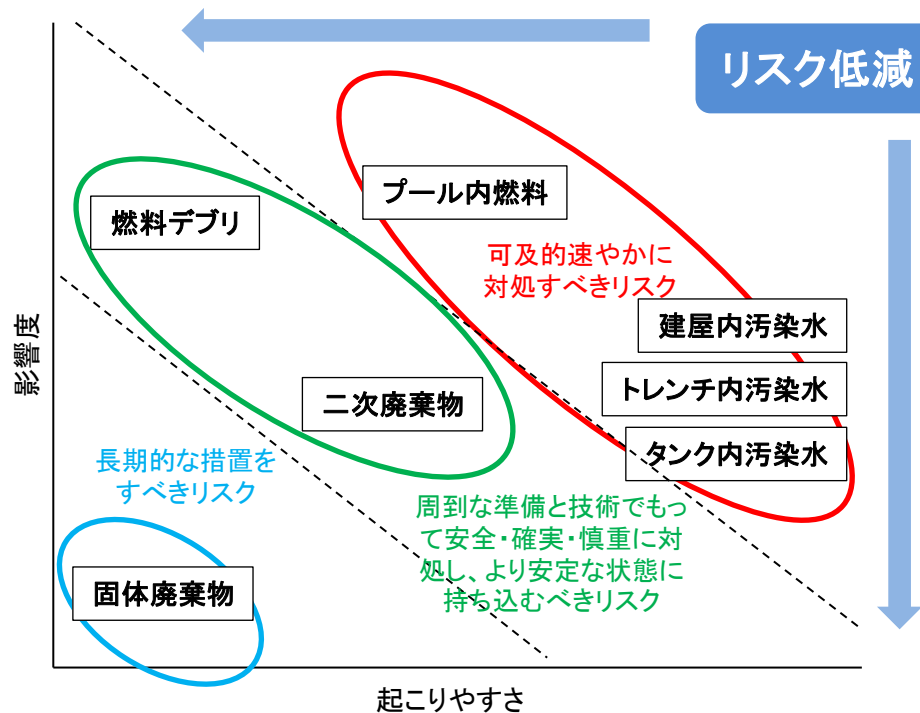 リスク低減
プール内燃料
燃料デブリ
可及的速やかに
対処すべきリスク
建屋内汚染水
影響度
トレンチ内汚染水
二次廃棄物
タンク内汚染水
長期的な措置を
すべきリスク
周到な準備と技術でもっ
て安全・確実・慎重に対
処し、より安定な状態に
持ち込むべきリスク
固体廃棄物
起こりやすさ